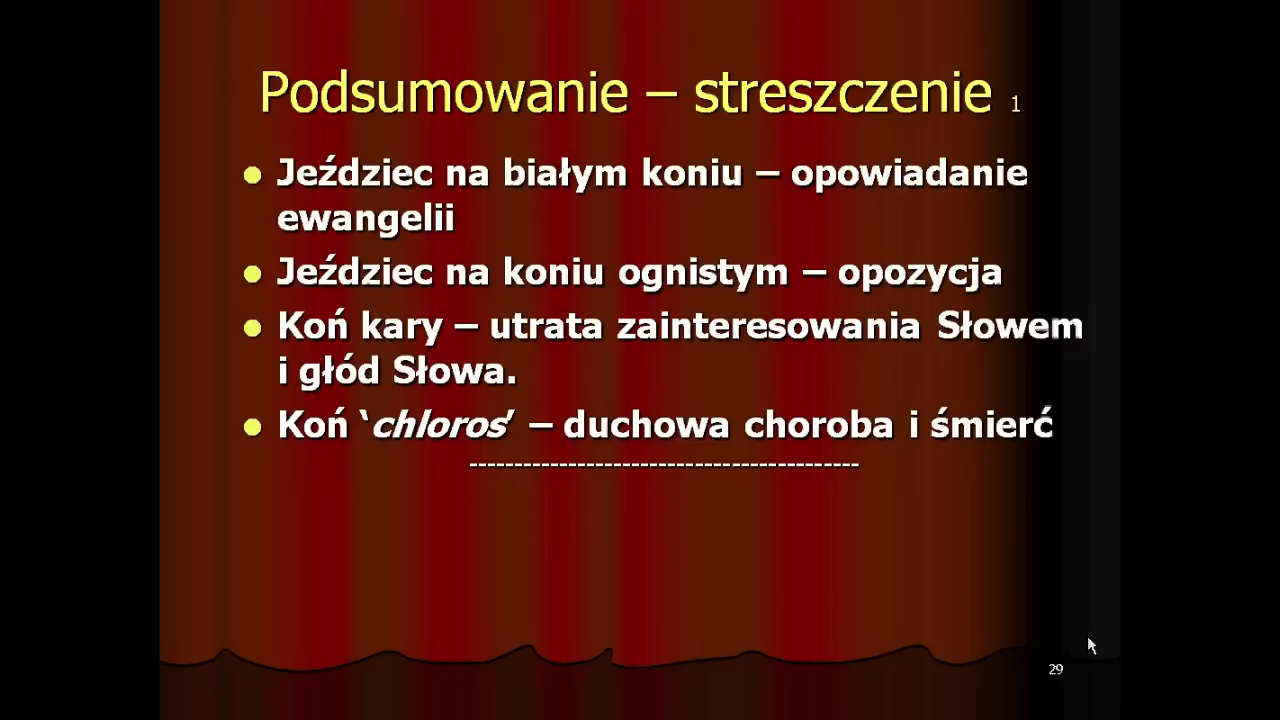 Podsumowanie – streszczenie 1
● Jeździec na białym koniu – opowiadanie
ewangelii
● Jeździec na koniu ognistym – opozycja
● Koń kary – utrata zainteresowania Słowem
i głód Słowa.
● Koń ‘chloros’ – duchowa choroba i śmierć
-------------------------------------------
29